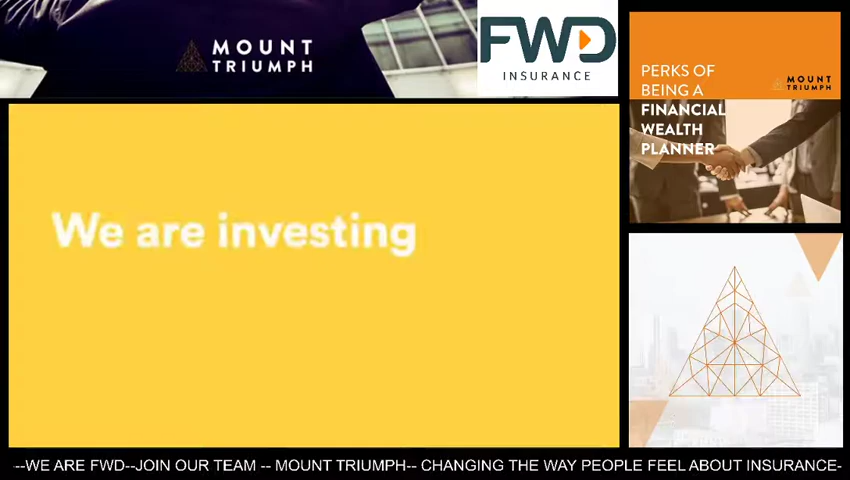 MOUNT
TRIUMPH
FWD
INSURANCE
PERKS OF
BEING A
FINANCIAL
WEALTH
PLANNER
MOUNT
TRIUMPH
We are investing
--WE ARE FWD--JOIN OUR TEAM -- MOUNT TRIUMPH-- CHANGING THE WAY PEOPLE FEEL ABOUT INSURANCE-